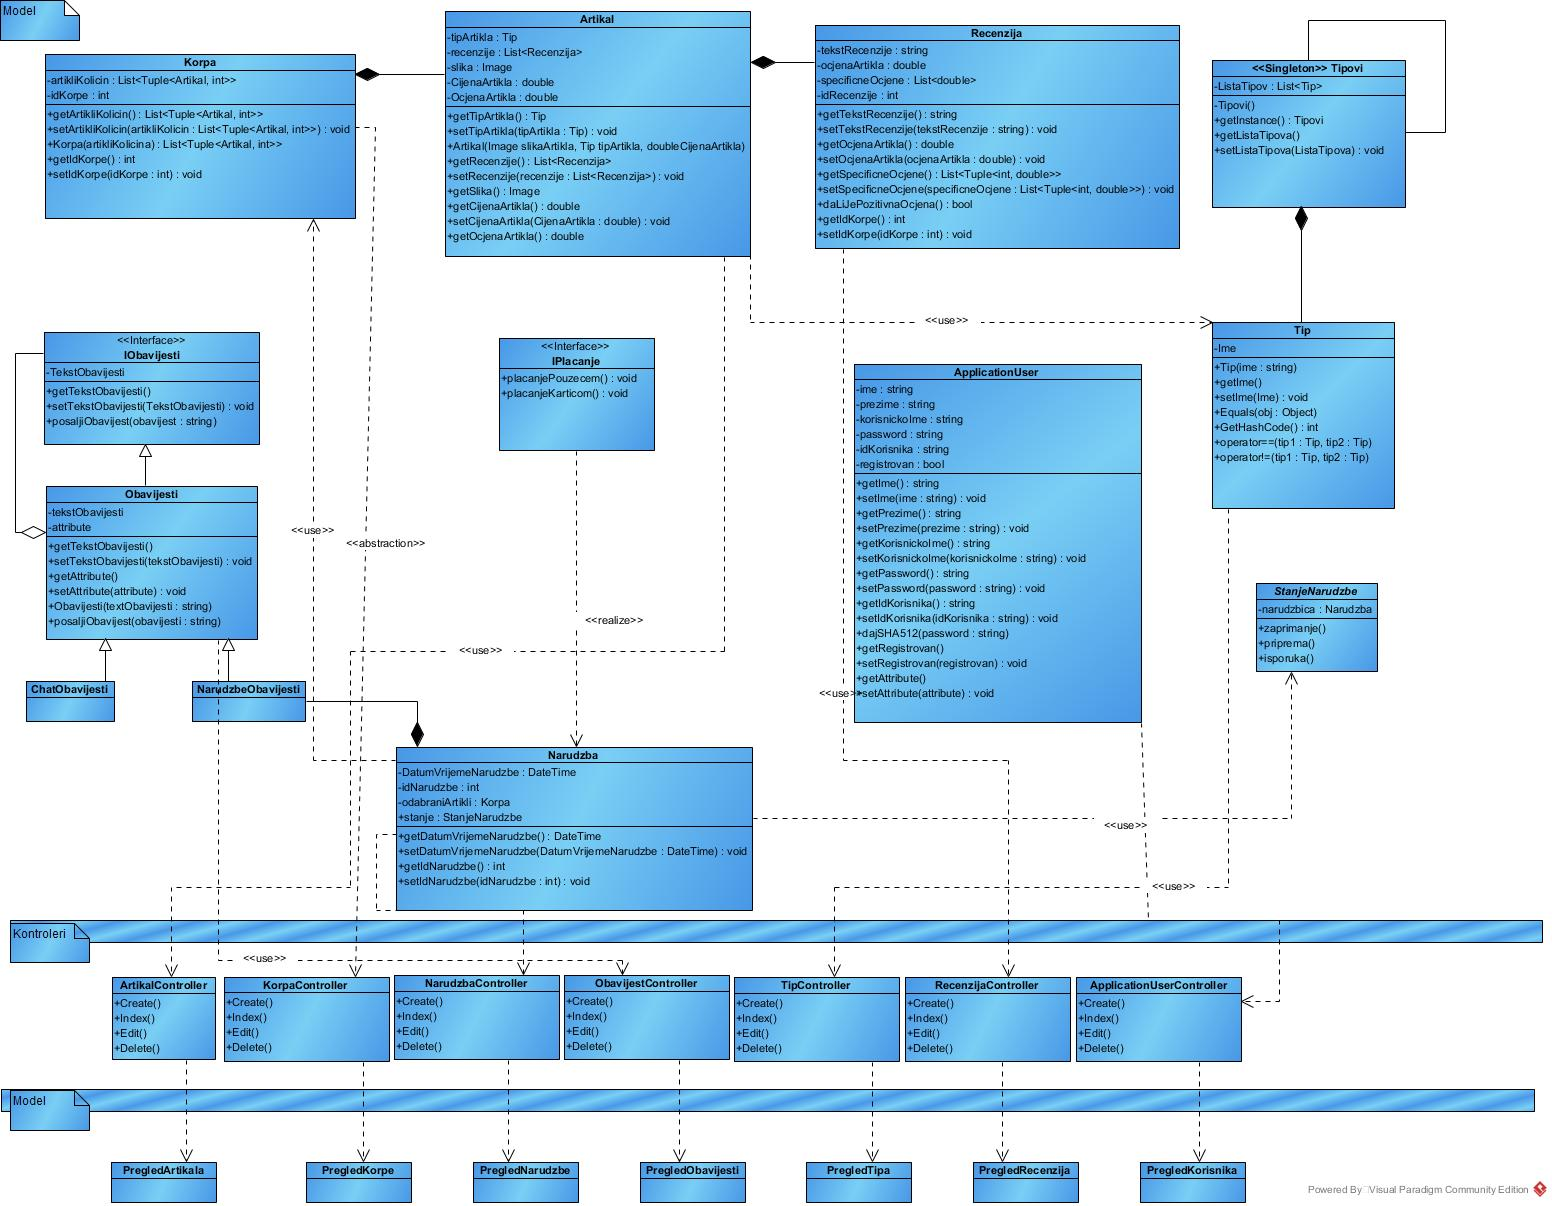 Model
Korpa
-artikliKolicin : List<Tuple<Artikal, int>>
-idKorpe : int
+getArtikliKolicin() : List<Tuple<Artikal, int>>
+setArtikliKolicin(artikliKolicin : List<Tuple<Artikal, int>>) : void
+Korpa(artikliKolicina) : List<Tuple<Artikal, int>>
+getIdKorpe() : int
+setIdKorpe(idKorpe : int) : void
Artikal
-tipArtikla : Tip
-recenzije : List<Recenzija>
-slika : Image
-CijenaArtikla : double
-OcjenaArtikla : double
+getTipArtikla() : Tip
+setTipArtikla(tipArtikla : Tip) : void
+Artikal(Image slikaArtikla, Tip tipArtikla, doubleCijenaArtikla)
+getRecenzije() : List<Recenzija>
+setRecenzije(recenzije : List<Recenzija>) : void
+getSlika() : Image
+getCijenaArtikla() : double
+setCijenaArtikla(CijenaArtikla : double) : void
+getOcjenaArtikla() : double
Recenzija
-tekstRecenzije : string
-ocjenaArtikla : double
-specificneOcjene : List<double>
-idRecenzije : int
+getTekstRecenzije() : string
+setTekstRecenzije(tekstRecenzije : string) : void
+getOcjenaArtikla() : double
+setOcjenaArtikla(ocjenaArtikla : double) : void
+getSpecificneOcjene() : List<Tuple<int, double>>
+setSpecificneOcjene(specificneOcjene : List<Tuple<int, double>>) : void
+daLiJePozitivnaOcjena() : bool
+getIdKorpe() : int
+setIdKorpe(idKorpe : int) : void
<<Singleton>> Tipovi
-ListaTipov : List<Tip>
-Tipovi()
+getInstance() : Tipovi
+getListaTipova()
+setListaTipova(ListaTipova) : void
<<use>>
<<Interface>>
IObavijesti
-TekstObavijesti
+getTekstObavijesti()
+setTekstObavijesti(TekstObavijesti) : void
+posaljiObavijest(obavijest : string)
<<Interface>>
IPlacanje
+placanjePouzecem() : void
+placanjeKarticom() : void
ApplicationUser
-ime : string
-prezime : string
-korisnickoIme : string
-password : string
-idKorisnika : string
-registrovan : bool
+getIme() : string
+setIme(ime : string) : void
+getPrezime() : string
+setPrezime(prezime : string) : void
+getKorisnickoIme() : string
+setKorisnickoIme(korisnickoIme : string) : void
+getPassword() : string
+setPassword(password : string) : void
+getIdKorisnika() : string
+setIdKorisnika(idKorisnika : string) : void
+dajSHA512(password : string)
+getRegistrovan()
+setRegistrovan(registrovan) : void
+getAttribute()
+setAttribute(attribute) : void
Tip
-Ime
+Tip(ime : string)
+getIme()
+setIme(Ime) : void
+Equals(obj : Object)
+GetHashCode() : int
+operator==(tip1 : Tip, tip2 : Tip)
+operator!=(tip1 : Tip, tip2 : Tip)
Obavijesti
-tekstObavijesti
-attribute
+getTekstObavijesti()
+setTekstObavijesti(tekstObavijesti) : void
+getAttribute()
+setAttribute(attribute) : void
+Obavijesti(textObavijesti : string)
+posaljiObavijest(obavijesti : string)
<<use>>
<<abstraction>>
<<realize>>
<<use>>
<<use>>
StanjeNarudzbe
-narudzbica : Narudzba
+zaprimanje()
+priprema()
+isporuka()
ChatObavijesti
NarudzbeObavijesti
Narudzba
-DatumVrijemeNarudzbe : DateTime
-idNarudzbe : int
-odabraniArtikli : Korpa
+stanje : StanjeNarudzbe
+getDatumVrijemeNarudzbe() : DateTime
+setDatumVrijemeNarudzbe(DatumVrijemeNarudzbe : DateTime) : void
+getIdNarudzbe() : int
+setIdNarudzbe(idNarudzbe : int) : void
<<use>>
<<use>>
Kontroleri
<<use>>
ArtikalController
+Create()
+Index()
+Edit()
+Delete()
KorpaController
+Create()
+Index()
+Edit()
+Delete()
NarudzbaController
+Create()
+Index()
+Edit()
+Delete()
ObavijestController
+Create()
+Index()
+Edit()
+Delete()
TipController
+Create()
+Index()
+Edit()
+Delete()
RecenzijaController
+Create()
+Index()
+Edit()
+Delete()
ApplicationUserController
+Create()
+Index()
+Edit()
+Delete()
Model
PregledArtikala
PregledKorpe
PregledNarudzbe
PregledObavijesti
PregledTipa
PregledRecenzija
PregledKorisnika
Powered By Visual Paradigm Community Edition